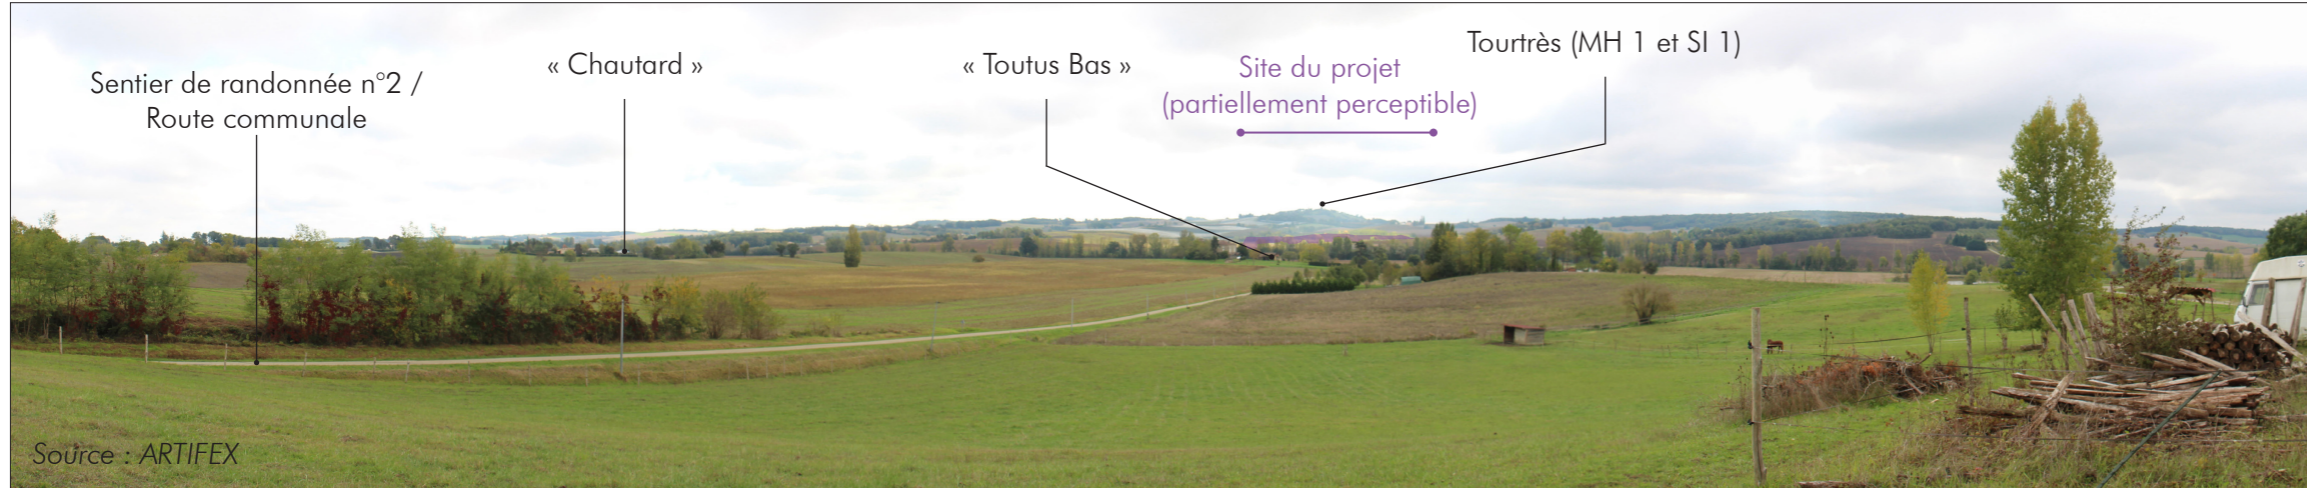 Sentier de randonnée n°2 /
Route communale
« Chautard »
« Toutus Bas »
Site du projet
(partiellement perceptible)
Tourtrès (MH 1 et SI 1)
Source : ARTIFEX